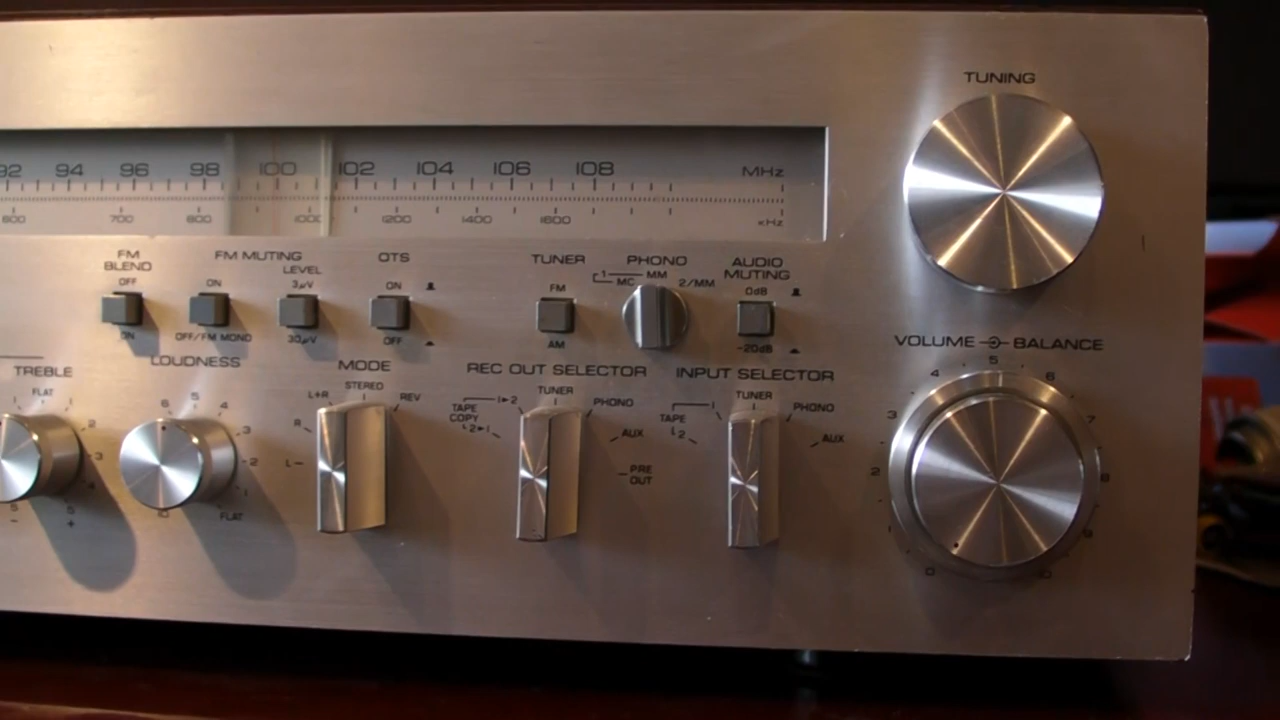 TUNING
92 94 96 98 100 102 104 106 108 MHz
600 700 800 1000 1200 1400 1600 kHz
FM BLEND
OFF
ON
FM MUTING
ON
OFF/FM MONO
LEVEL
3μV
30μV
OTS
ON
OFF
TUNER
FM
AM
PHONO
1 MM
MC
2/MM
AUDIO
MUTING
0dB
-20dB
VOLUME BALANCE
0 1 2 3 4 5 6 7 8 9 10
TREBLE
FLAT
1 1 2 3 4 5 5
- +
LOUDNESS
10 6 5 4 3 2 1
FLAT
MODE
L+R STEREO REV
R
L
REC OUT SELECTOR
TUNER
1▶2 PHONO
TAPE
COPY
2▶1 AUX
PRE
OUT
INPUT SELECTOR
TUNER
1 PHONO
TAPE
2 AUX